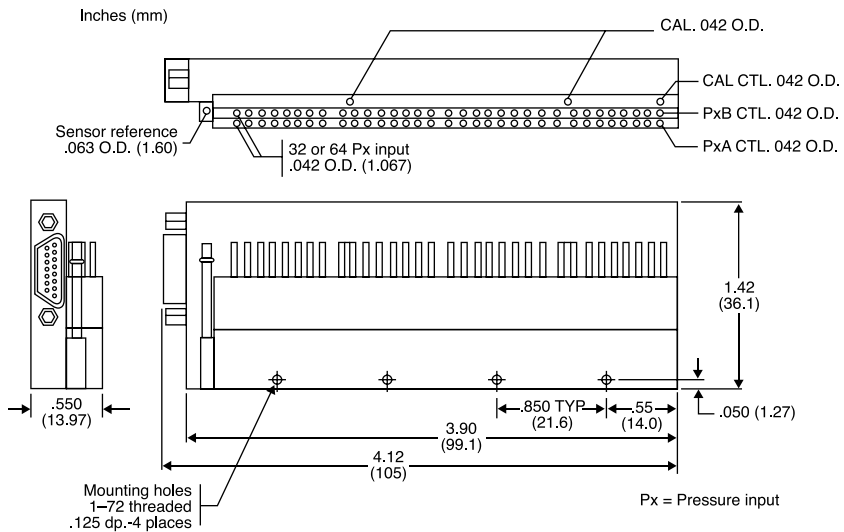 Inches (mm)
CAL. 042 O.D.
CAL CTL. 042 O.D.
PxB CTL. 042 O.D.
PxA CTL. 042 O.D.
Sensor reference
.063 O.D. (1.60)
32 or 64 Px input
.042 O.D. (1.067)
1.42
(36.1)
.550
(13.97)
.850 TYP
(21.6)
.55
(14.0)
.050 (1.27)
3.90
(99.1)
4.12
(105)
Mounting holes
1–72 threaded
.125 dp.-4 places
Px = Pressure input